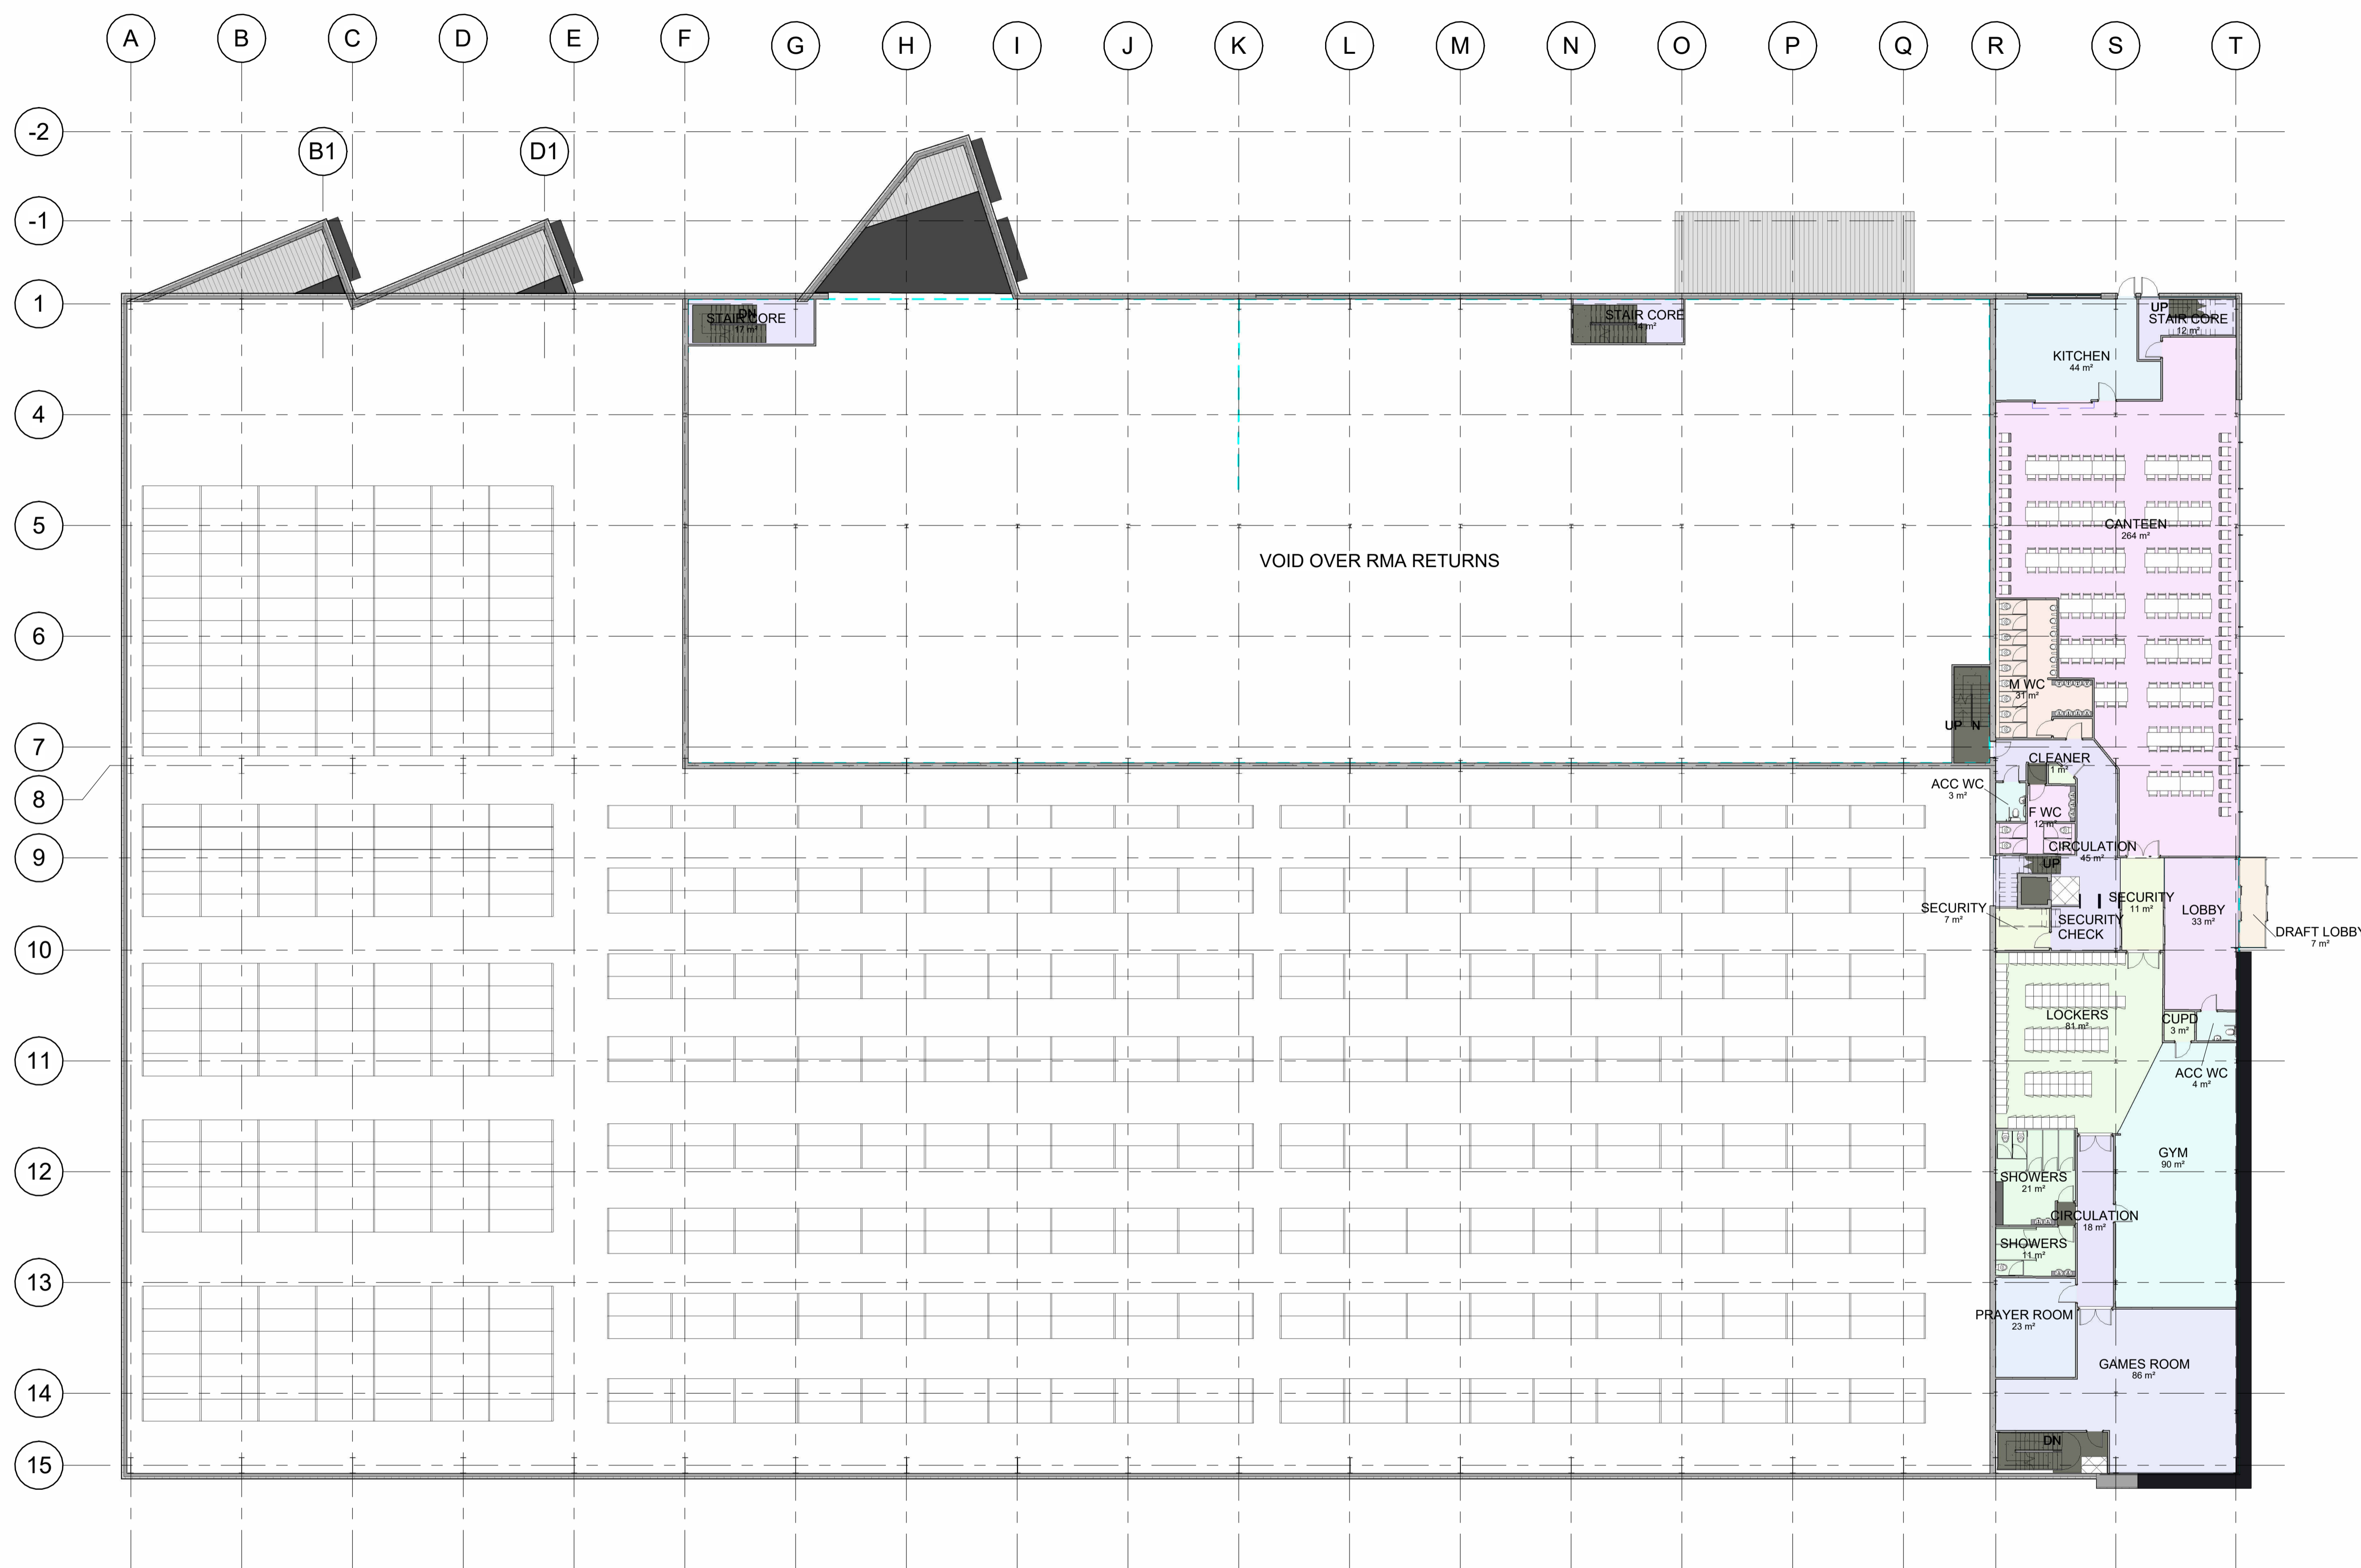 A
B
C
D
E
F
G
H
I
J
K
L
M
N
O
P
Q
R
S
T
-2
B1
D1
-1
1
DN
STAIR CORE
17 m²
STAIR CORE
UP
STAIR CORE
12 m²
KITCHEN
44 m²
4
5
CANTEEN
264 m²
VOID OVER RMA RETURNS
6
M WC
31 m²
UP
N
7
CLEANER
1 m²
8
ACC WC
3 m²
F WC
12 m²
9
CIRCULATION
45 m²
UP
SECURITY
7 m²
SECURITY
11 m²
SECURITY
CHECK
LOBBY
33 m²
DRAFT LOBBY
7 m²
10
LOCKERS
81 m²
CUPD
3 m²
11
ACC WC
4 m²
GYM
90 m²
12
SHOWERS
21 m²
CIRCULATION
18 m²
SHOWERS
11 m²
13
PRAYER ROOM
23 m²
GAMES ROOM
86 m²
14
DN
15